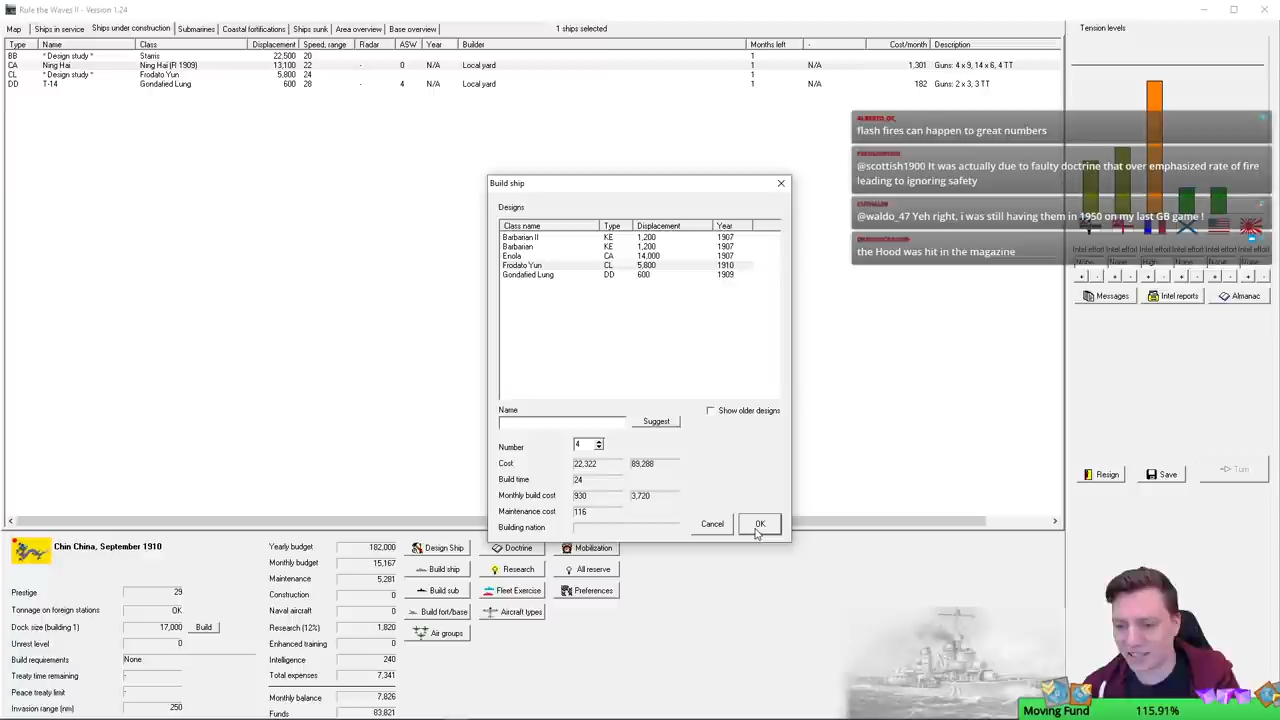 Rule the Waves II - Version 1.24
Map Ships in service Ships under construction Submarines Coastal fortifications Ships sunk Area overview Base overview 1 ships selected
Type Name Class Displacement Speed, range Radar ASW Year Builder Months left - Cost/month Description
BB * Design study * Starris 22,500 20 1
CA Ning Hai Ning Hai (R 1909) 13,100 22 - 0 N/A Local yard 1 N/A 1,301 Guns: 4 x 9, 14 x 6, 4 TT
CL * Design study * Frodato Yun 5,800 24 1
DD T-14 Gondafied Lung 600 28 - 4 N/A Local yard 1 N/A 182 Guns: 2 x 3, 3 TT
Tension levels
flash fires can happen to great numbers
@scottish1900 It was actually due to faulty doctrine that over emphasized rate of fire
leading to ignoring safety
@waldo_47 Yeh right, i was still having them in 1950 on my last GB game !
the Hood was hit in the magazine
Intel effort Intel effort Intel effort Intel effort Intel effort Intel effort
+ - + - + - + - + - + -
Messages Intel reports Almanac
Resign Save Turn
Build ship
Designs
Class name Type Displacement Year
Barbarian II KE 1,200 1907
Barbarian KE 1,200 1907
Enola CA 14,000 1907
Frodato Yun CL 5,800 1910
Gondafied Lung DD 600 1909
Name Show older designs
Suggest
Number 4
Cost 22,322 89,288
Build time 24
Monthly build cost 930 3,720
Maintenance cost 116
Building nation
Cancel OK
Chin China, September 1910
Prestige 29
Tonnage on foreign stations OK
Dock size (building 1) 17,000 Build
Unrest level 0
Build requirements None
Treaty time remaining -
Peace treaty limit -
Invasion range (nm) 250
Yearly budget 182,000
Monthly budget 15,167
Maintenance 5,281
Construction 0
Naval aircraft 0
Research (12%) 1,820
Enhanced training 0
Intelligence 240
Total expenses 7,341
Monthly balance 7,826
Funds 83,821
Design Ship Doctrine Mobilization
Build ship Research All reserve
Build sub Fleet Exercise Preferences
Build fort/base Aircraft types
Air groups
Moving Fund 115.91%